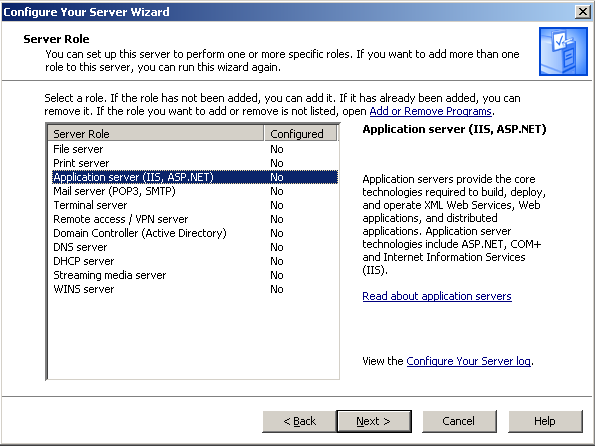 Configure Your Server Wizard
Server Role
You can set up this server to perform one or more specific roles. If you want to add more than one
role to this server, you can run this wizard again.
Select a role. If the role has not been added, you can add it. If it has already been added, you can
remove it. If the role you want to add or remove is not listed, open Add or Remove Programs.
Server Role Configured
File server No
Print server No
Application server (IIS, ASP.NET) No
Mail server (POP3, SMTP) No
Terminal server No
Remote access / VPN server No
Domain Controller (Active Directory) No
DNS server No
DHCP server No
Streaming media server No
WINS server No
Application server (IIS, ASP.NET)
Application servers provide the core
technologies required to build, deploy,
and operate XML Web Services, Web
applications, and distributed
applications. Application server
technologies include ASP.NET, COM+
and Internet Information Services
(IIS).
Read about application servers
View the Configure Your Server log.
< Back Next > Cancel Help